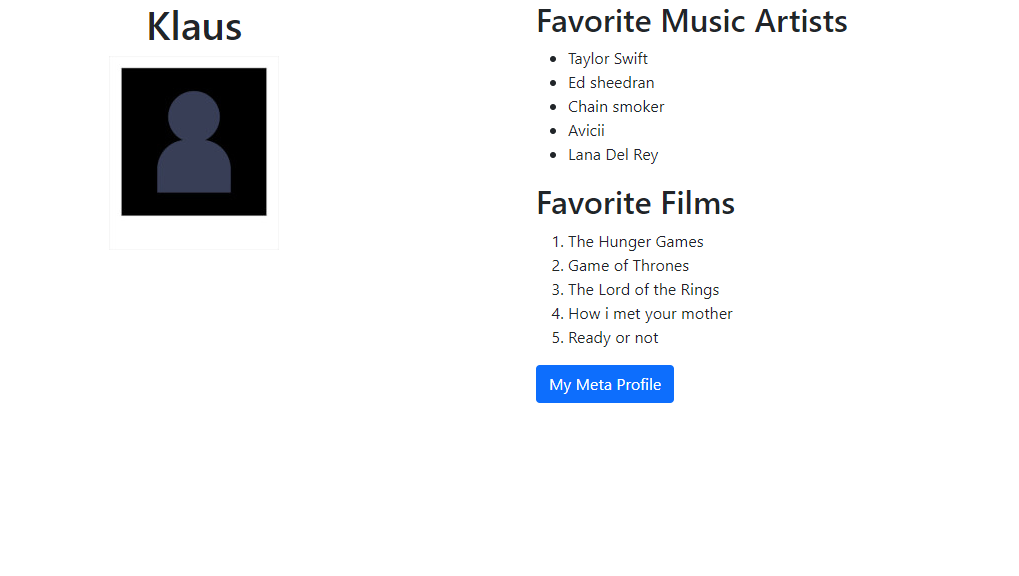 Klaus
Favorite Music Artists
Taylor Swift
Ed sheedran
Chain smoker
Avicii
Lana Del Rey
Favorite Films
1. The Hunger Games
2. Game of Thrones
3. The Lord of the Rings
4. How i met your mother
5. Ready or not
My Meta Profile